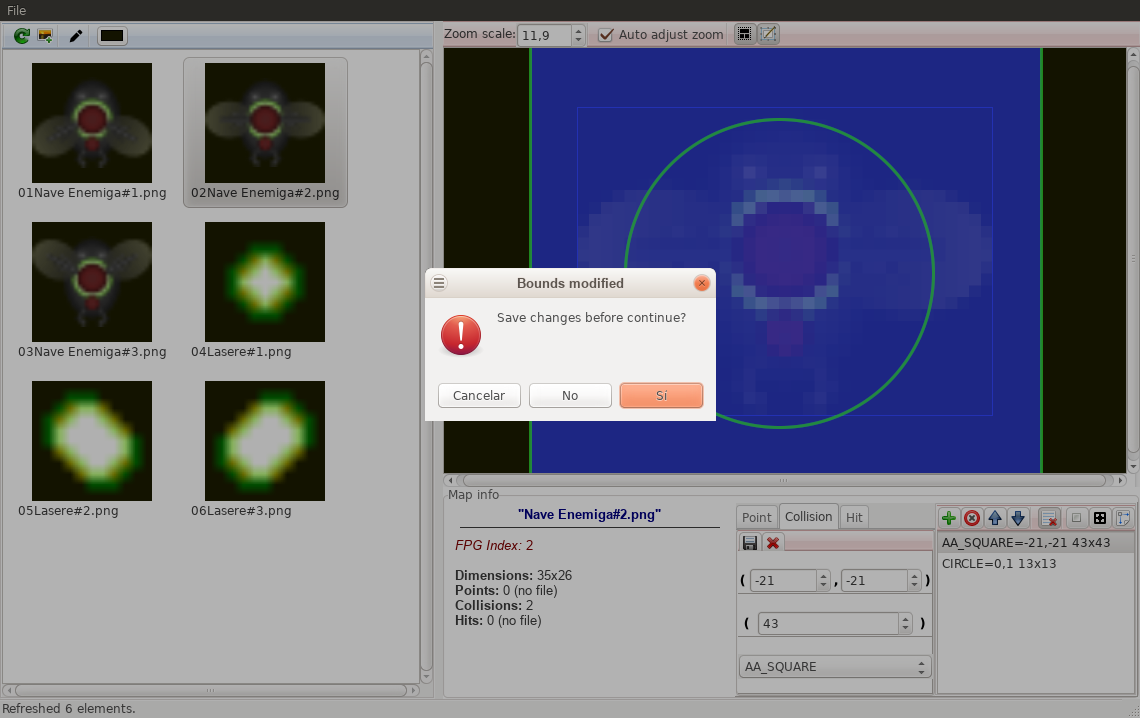 File
Zoom scale: 11,9 Auto adjust zoom
01Nave Enemiga#1.png
02Nave Enemiga#2.png
03Nave Enemiga#3.png
04Lasere#1.png
05Lasere#2.png
06Lasere#3.png
Bounds modified
Save changes before continue?
Cancelar No Sí
Map info
"Nave Enemiga#2.png"
FPG Index: 2
Dimensions: 35x26
Points: 0 (no file)
Collisions: 2
Hits: 0 (no file)
Point Collision Hit
( -21 , -21 )
( 43 )
AA_SQUARE
AA_SQUARE=-21,-21 43x43
CIRCLE=0,1 13x13
Refreshed 6 elements.